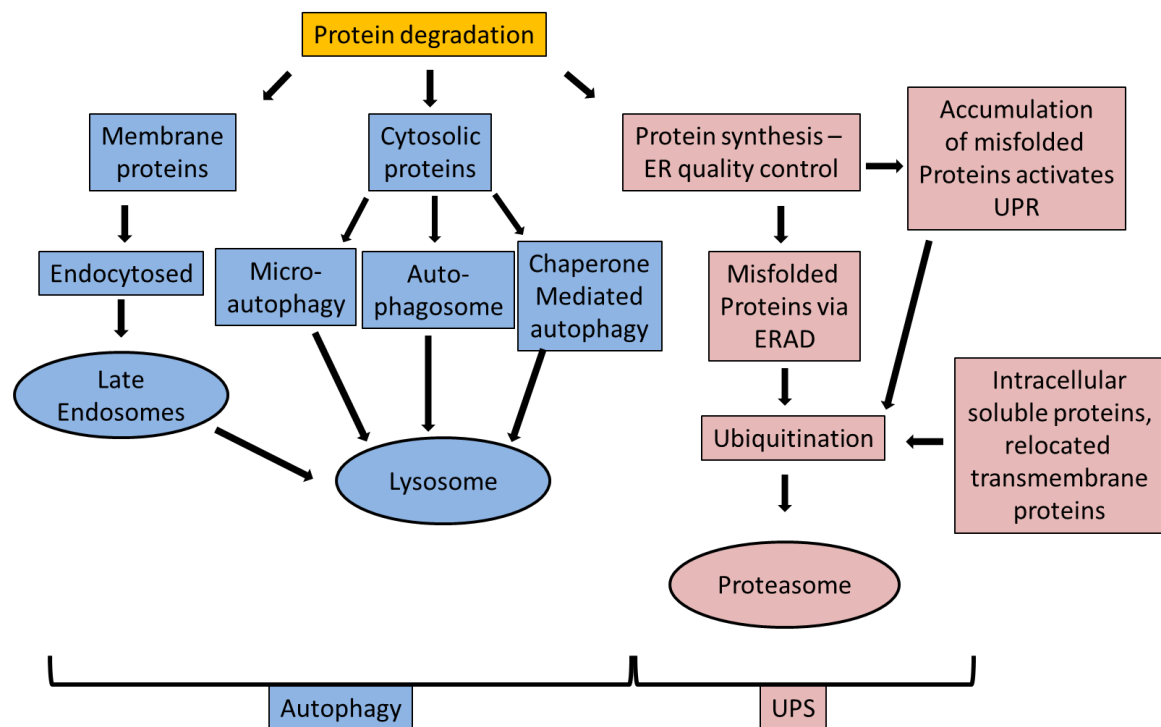 Protein degradation
Membrane
proteins
Cytosolic
proteins
Protein synthesis –
ER quality control
Accumulation
of misfolded
Proteins activates
UPR
Endocytosed
Micro-
autophagy
Auto-
phagosome
Chaperone
Mediated
autophagy
Misfolded
Proteins via
ERAD
Late
Endosomes
Lysosome
Ubiquitination
Intracellular
soluble proteins,
relocated
transmembrane
proteins
Proteasome
Autophagy
UPS